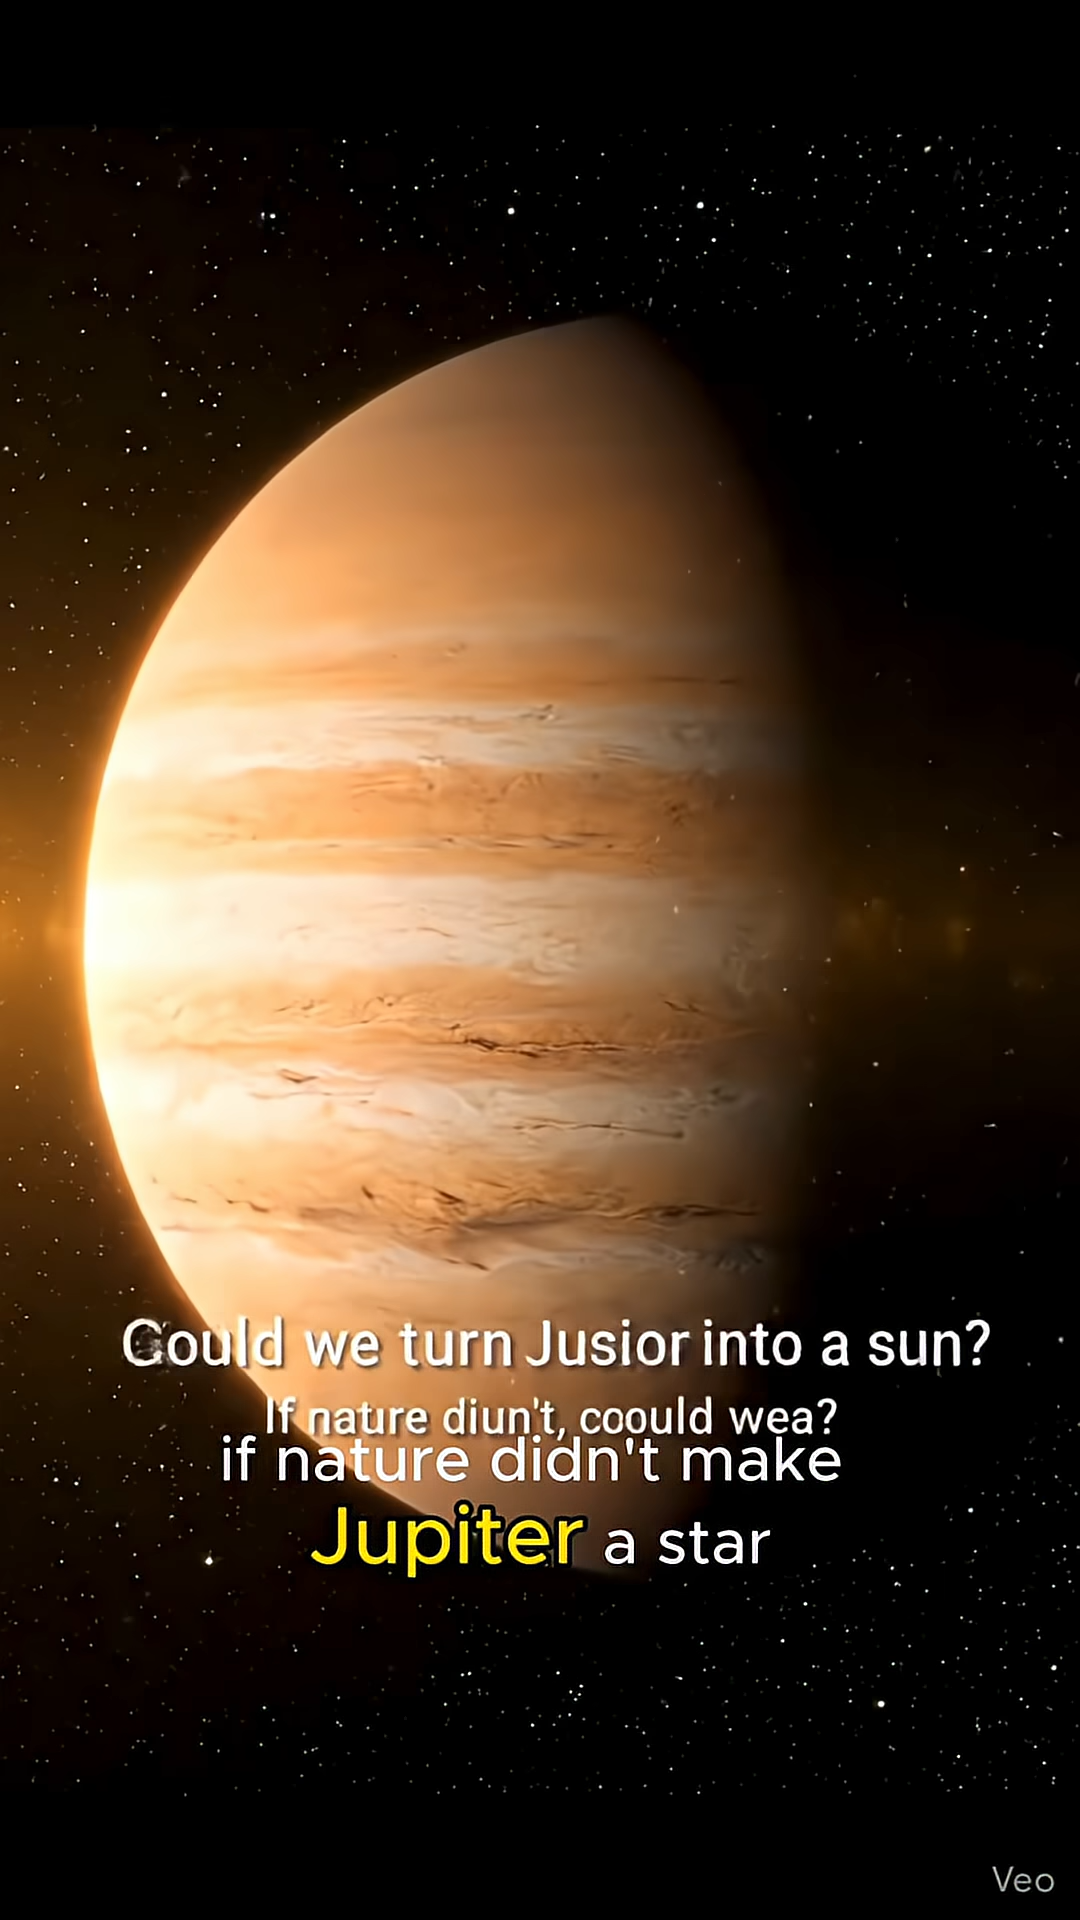 Could we turn Jusior into a sun?
If nature diun't, coould wea?
if nature didn't make
Jupiter a star
Veo